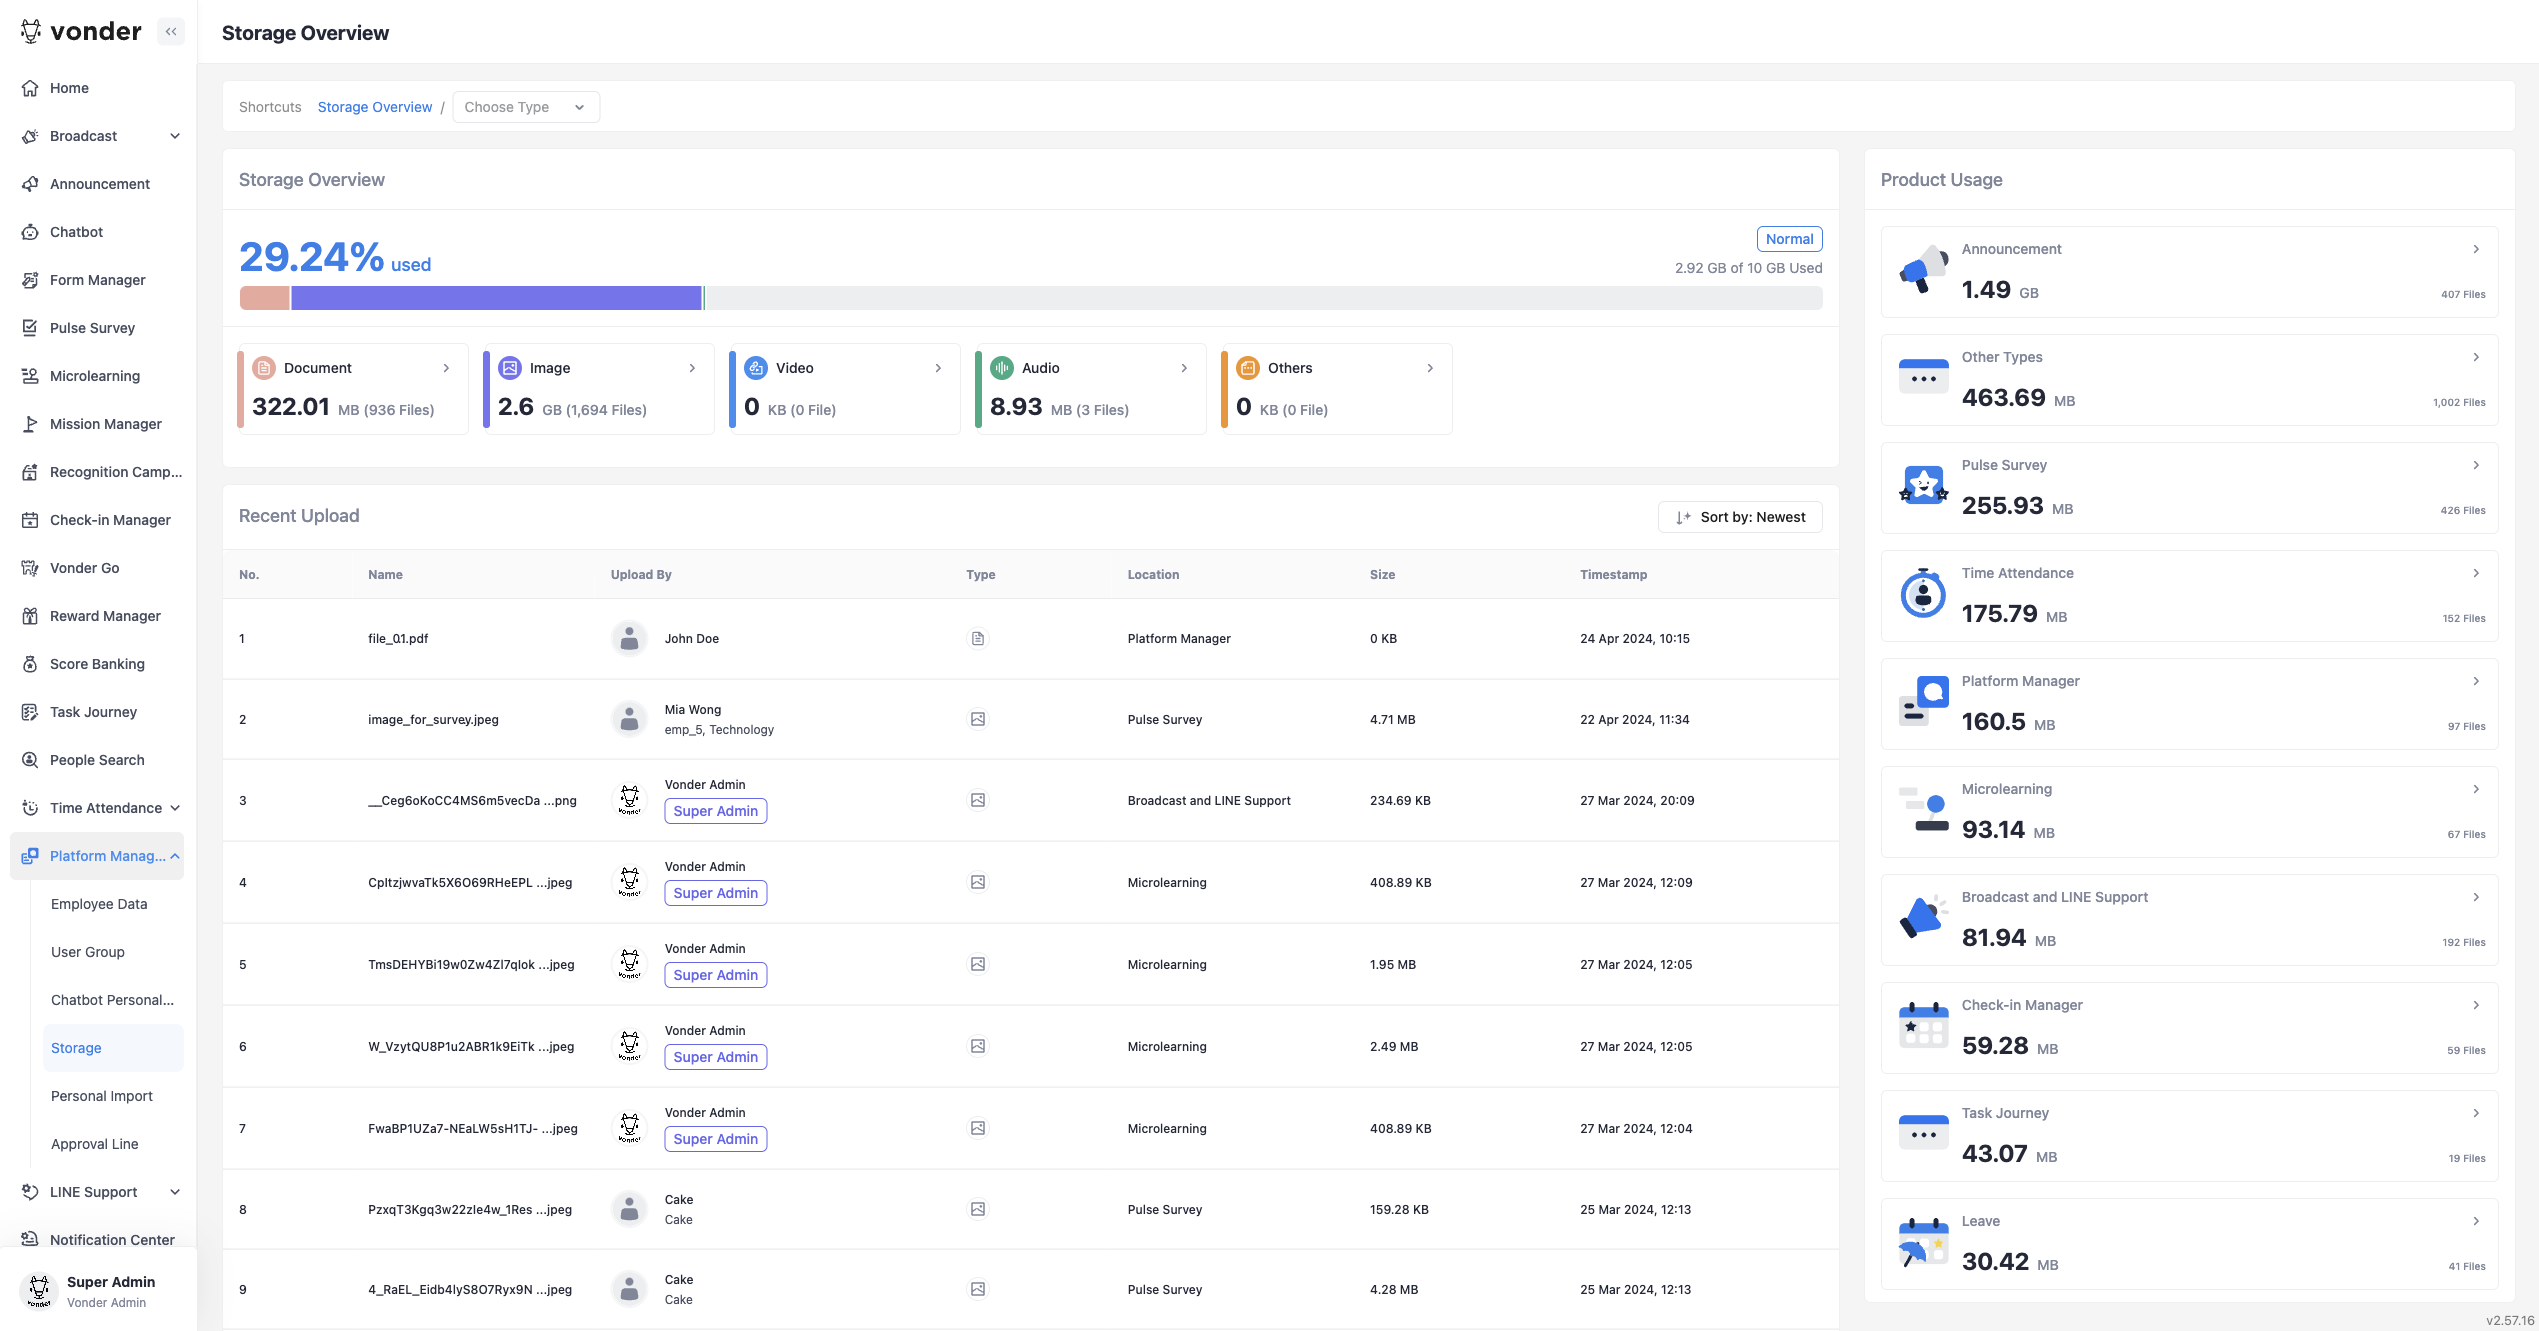 vonder
Storage Overview
Home
Broadcast
Announcement
Chatbot
Form Manager
Pulse Survey
Microlearning
Mission Manager
Recognition Camp...
Check-in Manager
Vonder Go
Reward Manager
Score Banking
Task Journey
People Search
Time Attendance
Platform Manag...
Employee Data
User Group
Chatbot Personal...
Storage
Personal Import
Approval Line
LINE Support
Notification Center
Super Admin
Vonder Admin
Shortcuts Storage Overview / Choose Type
Storage Overview
29.24% used
Normal
2.92 GB of 10 GB Used
Document
322.01 MB (936 Files)
Image
2.6 GB (1,694 Files)
Video
0 KB (0 File)
Audio
8.93 MB (3 Files)
Others
0 KB (0 File)
Recent Upload
Sort by: Newest
No. Name Upload By Type Location Size Timestamp
1 file_01.pdf John Doe Platform Manager 0 KB 24 Apr 2024, 10:15
2 image_for_survey.jpeg Mia Wong Pulse Survey 4.71 MB 22 Apr 2024, 11:34
emp_5, Technology
3 __Ceg6oKoCC4MS6m5vecDa ...png Vonder Admin Broadcast and LINE Support 234.69 KB 27 Mar 2024, 20:09
Super Admin
4 CpItzjwvaTk5X6O69RHeEPL ...jpeg Vonder Admin Microlearning 408.89 KB 27 Mar 2024, 12:09
Super Admin
5 TmsDEHYBi19w0Zw4Zl7qlok ...jpeg Vonder Admin Microlearning 1.95 MB 27 Mar 2024, 12:05
Super Admin
6 W_VzytQU8P1u2ABR1k9EiTk ...jpeg Vonder Admin Microlearning 2.49 MB 27 Mar 2024, 12:05
Super Admin
7 FwaBP1UZa7-NEaLW5sH1TJ- ...jpeg Vonder Admin Microlearning 408.89 KB 27 Mar 2024, 12:04
Super Admin
8 PzxqT3Kgq3w22zle4w_1Res ...jpeg Cake Pulse Survey 159.28 KB 25 Mar 2024, 12:13
Cake
9 4_RaEL_Eidb4lyS8O7Ryx9N ...jpeg Cake Pulse Survey 4.28 MB 25 Mar 2024, 12:13
Cake
Product Usage
Announcement
1.49 GB 407 Files
Other Types
463.69 MB 1,002 Files
Pulse Survey
255.93 MB 426 Files
Time Attendance
175.79 MB 152 Files
Platform Manager
160.5 MB 97 Files
Microlearning
93.14 MB 67 Files
Broadcast and LINE Support
81.94 MB 192 Files
Check-in Manager
59.28 MB 59 Files
Task Journey
43.07 MB 19 Files
Leave
30.42 MB 41 Files
v2.57.16